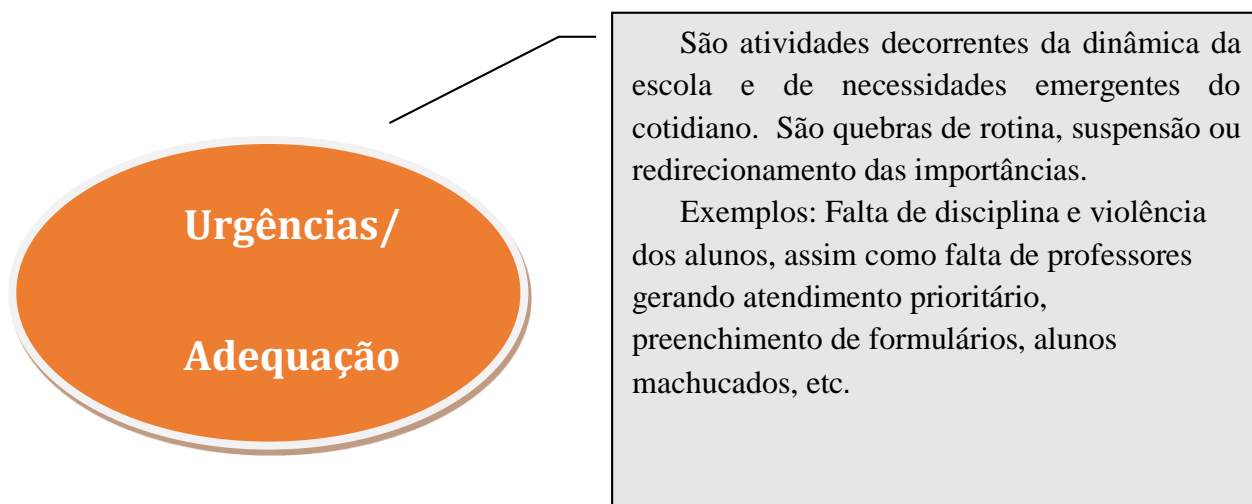 Urgências/
Adequação
São atividades decorrentes da dinâmica da
escola e de necessidades emergentes do
cotidiano. São quebras de rotina, suspensão ou
redirecionamento das importâncias.
Exemplos: Falta de disciplina e violência
dos alunos, assim como falta de professores
gerando atendimento prioritário,
preenchimento de formulários, alunos
machucados, etc.